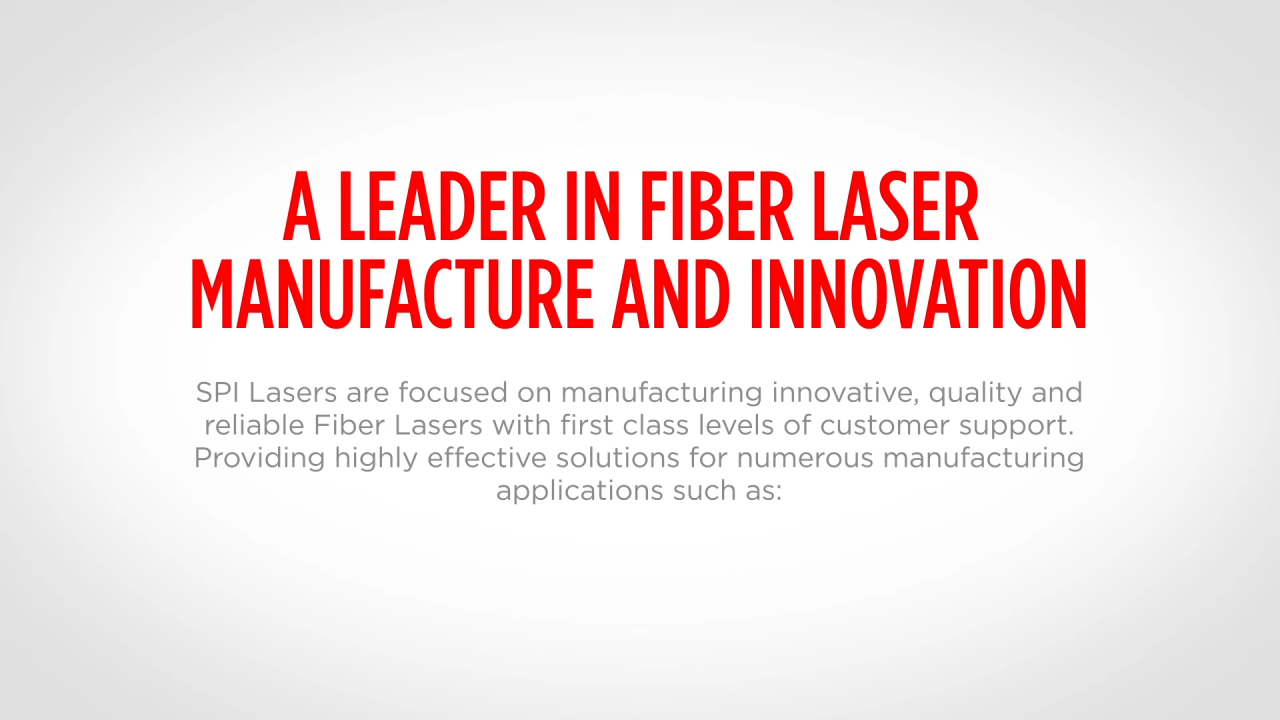 A LEADER IN FIBER LASER
MANUFACTURE AND INNOVATION
SPI Lasers are focused on manufacturing innovative, quality and
reliable Fiber Lasers with first class levels of customer support.
Providing highly effective solutions for numerous manufacturing
applications such as: